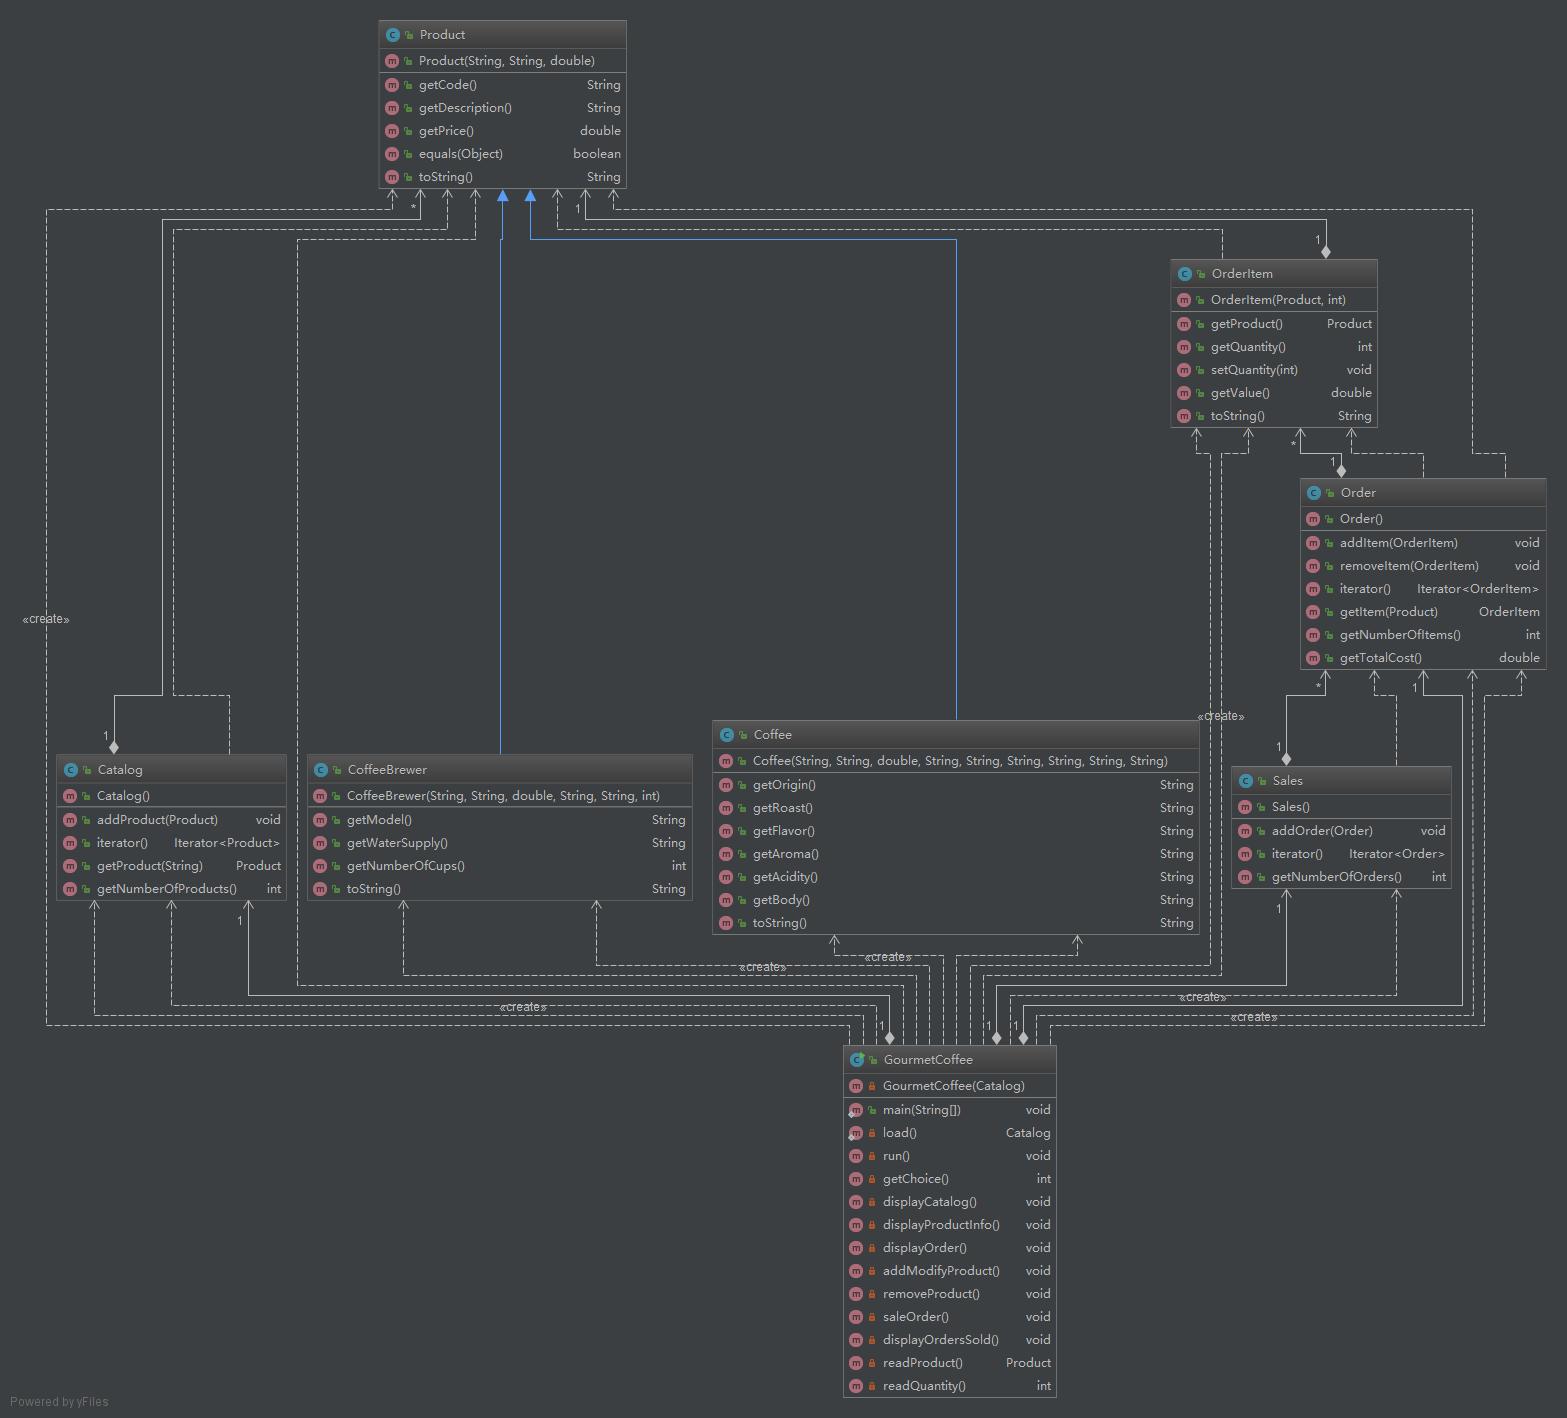 Product
Product(String, String, double)
getCode() String
getDescription() String
getPrice() double
equals(Object) boolean
toString() String
*
1
1
OrderItem
OrderItem(Product, int)
getProduct() Product
getQuantity() int
setQuantity(int) void
getValue() double
toString() String
*
1
Order
Order()
addItem(OrderItem) void
removeItem(OrderItem) void
iterator() Iterator<OrderItem>
getItem(Product) OrderItem
getNumberOfItems() int
getTotalCost() double
«create»
*
1
1
1
«create»
Catalog
Catalog()
addProduct(Product) void
iterator() Iterator<Product>
getProduct(String) Product
getNumberOfProducts() int
CoffeeBrewer
CoffeeBrewer(String, String, double, String, String, int)
getModel() String
getWaterSupply() String
getNumberOfCups() int
toString() String
Coffee
Coffee(String, String, double, String, String, String, String, String, String)
getOrigin() String
getRoast() String
getFlavor() String
getAroma() String
getAcidity() String
getBody() String
toString() String
Sales
Sales()
addOrder(Order) void
iterator() Iterator<Order>
getNumberOfOrders() int
1
1
«create»
«create»
«create»
«create»
«create»
1
1
1
GourmetCoffee
GourmetCoffee(Catalog)
main(String[]) void
load() Catalog
run() void
getChoice() int
displayCatalog() void
displayProductInfo() void
displayOrder() void
addModifyProduct() void
removeProduct() void
saleOrder() void
displayOrdersSold() void
readProduct() Product
readQuantity() int
Powered by yFiles